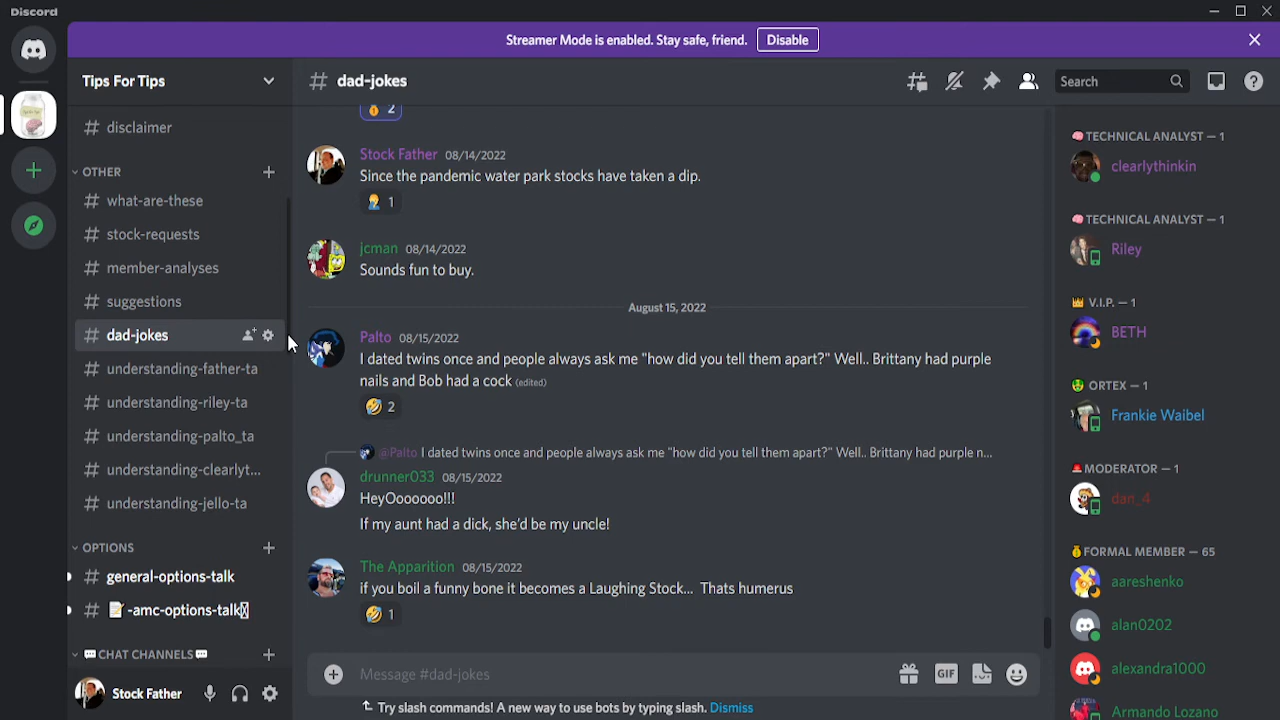 Discord
Streamer Mode is enabled. Stay safe, friend. Disable
Tips For Tips
# dad-jokes
Search
# disclaimer
OTHER
# what-are-these
# stock-requests
# member-analyses
# suggestions
# dad-jokes
# understanding-father-ta
# understanding-riley-ta
# understanding-palto_ta
# understanding-clearlyt...
# understanding-jello-ta
OPTIONS
# general-options-talk
# 📝-amc-options-talk
💬CHAT CHANNELS💬
Stock Father
2
Stock Father 08/14/2022
Since the pandemic water park stocks have taken a dip.
1
jcman 08/14/2022
Sounds fun to buy.
August 15, 2022
Palto 08/15/2022
I dated twins once and people always ask me "how did you tell them apart?" Well.. Brittany had purple
nails and Bob had a cock (edited)
2
@Palto I dated twins once and people always ask me "how did you tell them apart?" Well.. Brittany had purple n...
drunner033 08/15/2022
HeyOoooooo!!!
If my aunt had a dick, she'd be my uncle!
The Apparition 08/15/2022
if you boil a funny bone it becomes a Laughing Stock... Thats humerus
1
Message #dad-jokes
GIF
Try slash commands! A new way to use bots by typing slash. Dismiss
🧠TECHNICAL ANALYST — 1
clearlythinkin
🧠TECHNICAL ANALYST — 1
Riley
👑 V.I.P. — 1
BETH
ORTEX — 1
Frankie Waibel
🚨MODERATOR — 1
dan_4
FORMAL MEMBER — 65
aareshenko
alan0202
alexandra1000
Armando Lozano